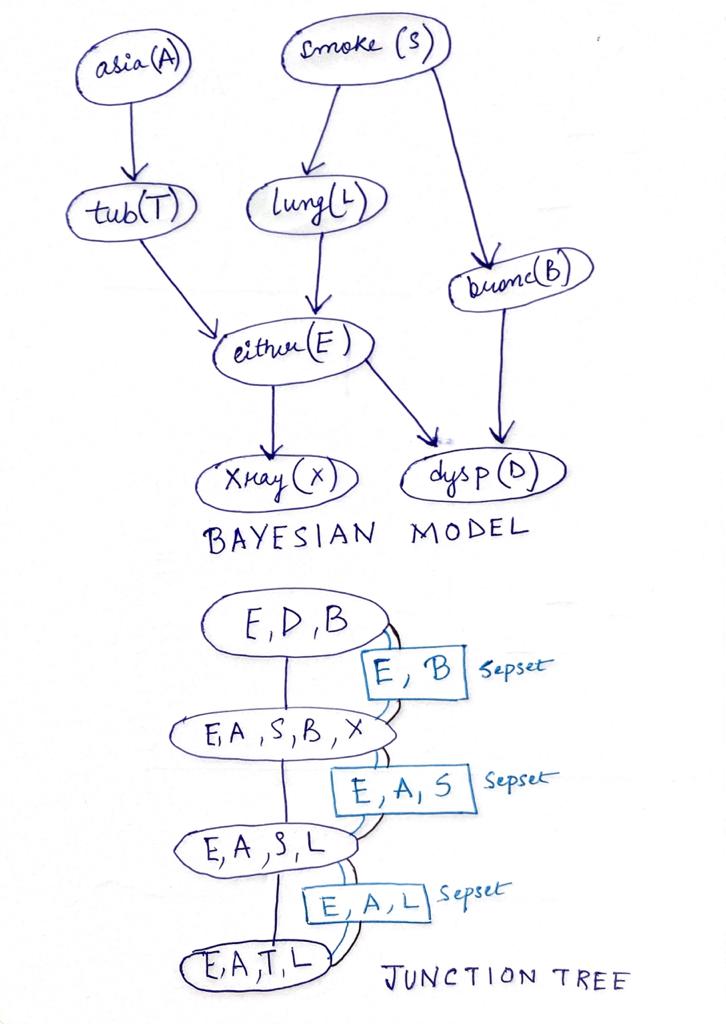 asia(A)
smoke (S)
tub(T)
lung(L)
bronc(B)
either(E)
Xray(X)
dysp(D)
BAYESIAN MODEL
E, D, B
E, B
Sepset
E, A, S, B, X
E, A, S
Sepset
E, A, S, L
E, A, L
Sepset
E, A, T, L
JUNCTION TREE